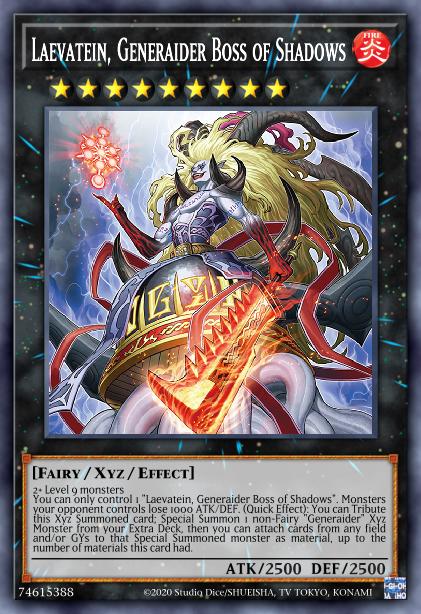 Laevatein, Generaider Boss of Shadows
FIRE
炎
[Fairy / Xyz / Effect]
2+ Level 9 monsters
You can only control 1 "Laevatein, Generaider Boss of Shadows". Monsters
your opponent controls lose 1000 ATK/DEF. (Quick Effect): You can Tribute
this Xyz Summoned card; Special Summon 1 non-Fairy "Generaider" Xyz
Monster from your Extra Deck, then you can attach cards from any field
and/or GYs to that Special Summoned monster as material, up to the
number of materials this card had.
ATK/2500 DEF/2500
74615388
©2020 Studio Dice/SHUEISHA, TV TOKYO, KONAMI